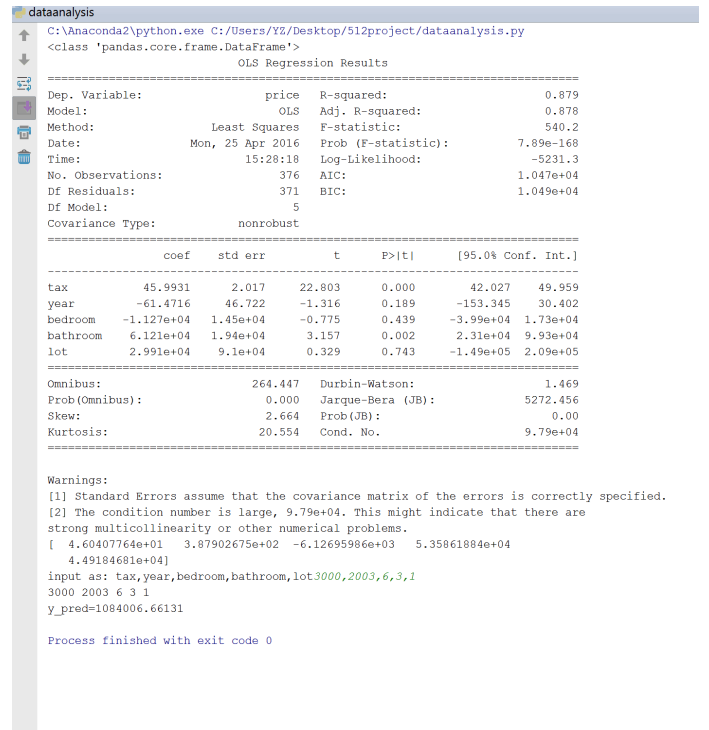 dataanalysis
C:\Anaconda2\python.exe C:/Users/YZ/Desktop/512project/dataanalysis.py
<class 'pandas.core.frame.DataFrame'>
OLS Regression Results
==============================================================================
Dep. Variable: price R-squared: 0.879
Model: OLS Adj. R-squared: 0.878
Method: Least Squares F-statistic: 540.2
Date: Mon, 25 Apr 2016 Prob (F-statistic): 7.89e-168
Time: 15:28:18 Log-Likelihood: -5231.3
No. Observations: 376 AIC: 1.047e+04
Df Residuals: 371 BIC: 1.049e+04
Df Model: 5
Covariance Type: nonrobust
==============================================================================
coef std err t P>|t| [95.0% Conf. Int.]
------------------------------------------------------------------------------
tax 45.9931 2.017 22.803 0.000 42.027 49.959
year -61.4716 46.722 -1.316 0.189 -153.345 30.402
bedroom -1.127e+04 1.45e+04 -0.775 0.439 -3.99e+04 1.73e+04
bathroom 6.121e+04 1.94e+04 3.157 0.002 2.31e+04 9.93e+04
lot 2.991e+04 9.1e+04 0.329 0.743 -1.49e+05 2.09e+05
==============================================================================
Omnibus: 264.447 Durbin-Watson: 1.469
Prob(Omnibus): 0.000 Jarque-Bera (JB): 5272.456
Skew: 2.664 Prob(JB): 0.00
Kurtosis: 20.554 Cond. No. 9.79e+04
==============================================================================
Warnings:
[1] Standard Errors assume that the covariance matrix of the errors is correctly specified.
[2] The condition number is large, 9.79e+04. This might indicate that there are
strong multicollinearity or other numerical problems.
[ 4.60407764e+01 3.87902675e+02 -6.12695986e+03 5.35861884e+04
4.49184681e+04]
input as: tax,year,bedroom,bathroom,lot3000,2003,6,3,1
3000 2003 6 3 1
y_pred=1084006.66131
Process finished with exit code 0